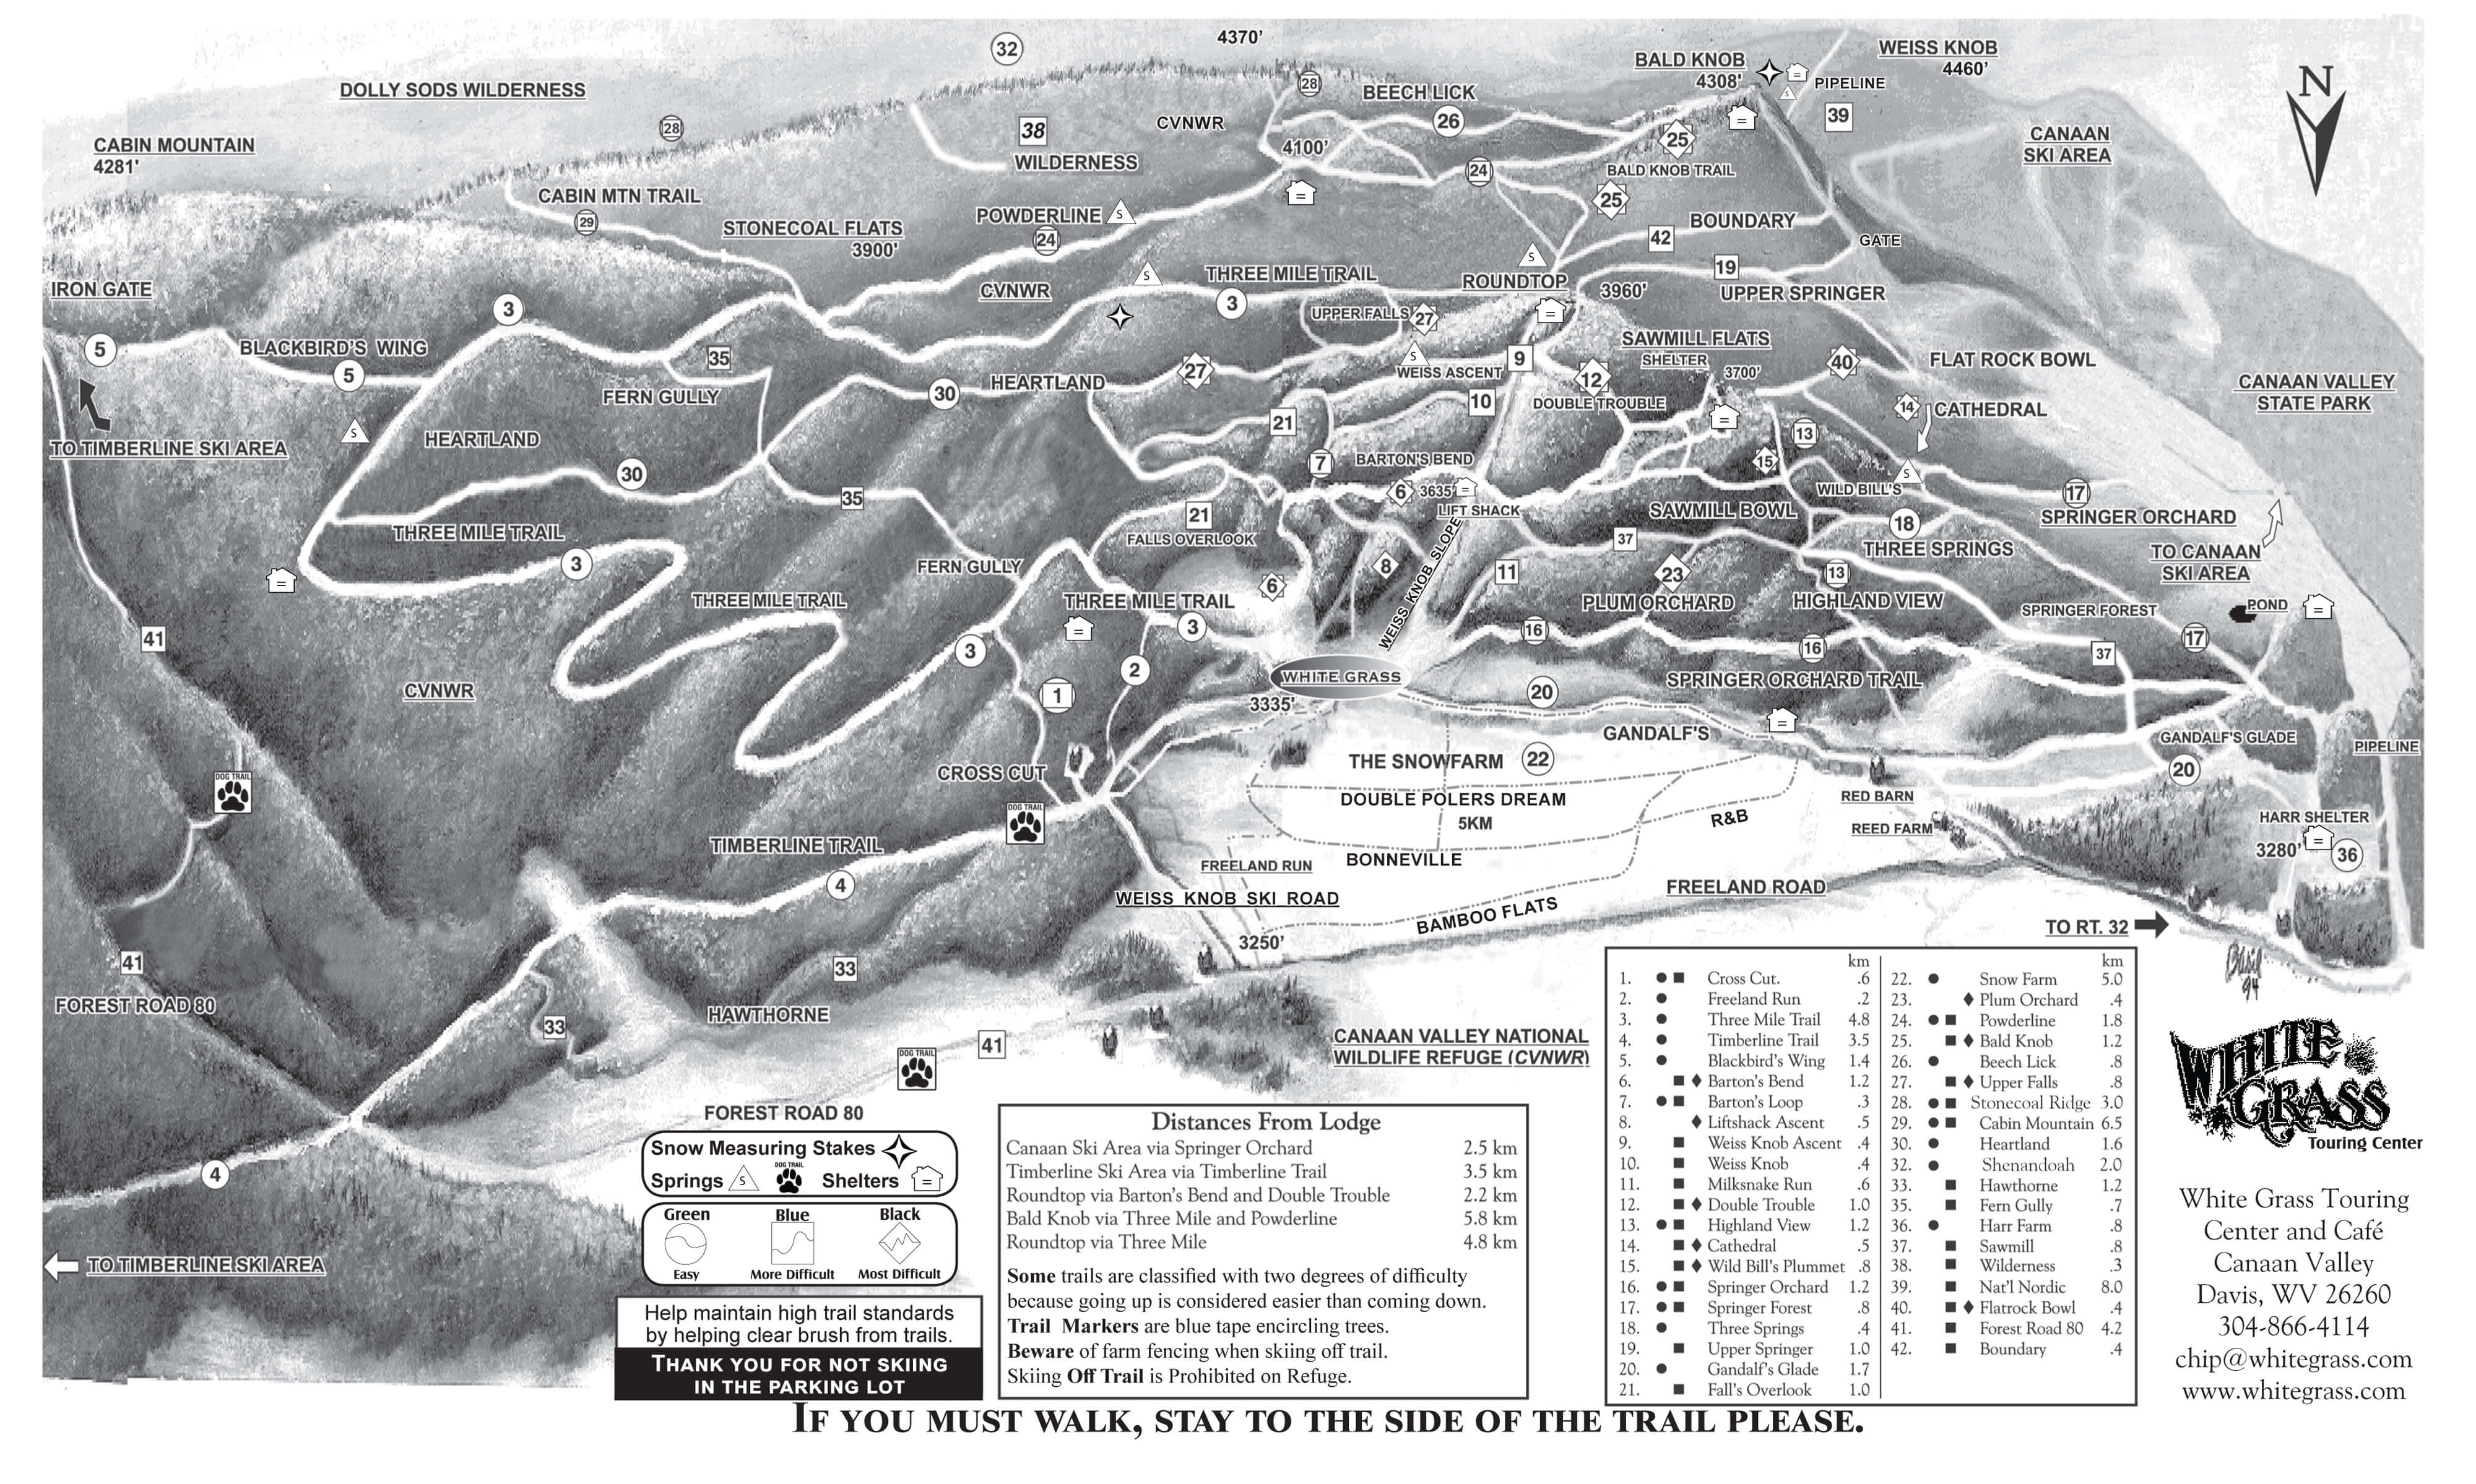 32
4370'
WEISS KNOB
4460'
BALD KNOB
4308'
PIPELINE
N
DOLLY SODS WILDERNESS
28
28
BEECH LICK
26
39
CABIN MOUNTAIN
4281'
38
WILDERNESS
CVNWR
4100'
25
BALD KNOB TRAIL
CANAAN
SKI AREA
24
CABIN MTN TRAIL
29
STONECOAL FLATS
3900'
POWDERLINE
S
24
25
42
BOUNDARY
GATE
IRON GATE
CVNWR
S
THREE MILE TRAIL
3
S
ROUNDTOP
3960'
19
UPPER SPRINGER
3
5
BLACKBIRD'S WING
5
35
FERN GULLY
UPPER FALLS
27
S
WEISS ASCENT
9
SAWMILL FLATS
SHELTER
3700'
40
FLAT ROCK BOWL
30
HEARTLAND
27
10
12
DOUBLE TROUBLE
14
CATHEDRAL
CANAAN VALLEY
STATE PARK
TO TIMBERLINE SKI AREA
S
HEARTLAND
30
21
7
BARTON'S BEND
6
3635'
LIFT SHACK
13
15
WILD BILL'S
S
17
SPRINGER ORCHARD
35
21
FALLS OVERLOOK
SAWMILL BOWL
18
THREE SPRINGS
TO CANAAN
SKI AREA
THREE MILE TRAIL
3
FERN GULLY
6
8
WEISS KNOB SLOPE
11
37
23
PLUM ORCHARD
13
HIGHLAND VIEW
SPRINGER FOREST
POND
THREE MILE TRAIL
THREE MILE TRAIL
3
41
3
2
1
CVNWR
WHITE GRASS
3335'
16
16
SPRINGER ORCHARD TRAIL
37
17
20
GANDALF'S
GANDALF'S GLADE
PIPELINE
20
CROSS CUT
THE SNOWFARM
22
DOUBLE POLERS DREAM
5KM
R&B
RED BARN
REED FARM
HARR SHELTER
3280'
36
DOG TRAIL
DOG TRAIL
TIMBERLINE TRAIL
4
FREELAND RUN
BONNEVILLE
WEISS KNOB SKI ROAD
BAMBOO FLATS
FREELAND ROAD
3250'
TO RT. 32
41
FOREST ROAD 80
33
33
HAWTHORNE
41
DOG TRAIL
CANAAN VALLEY NATIONAL
WILDLIFE REFUGE (CVNWR)
FOREST ROAD 80
4
TO TIMBERLINE SKI AREA
Snow Measuring Stakes
Springs S DOG TRAIL Shelters
Green Blue Black
Easy More Difficult Most Difficult
Help maintain high trail standards
by helping clear brush from trails.
THANK YOU FOR NOT SKIING
IN THE PARKING LOT
Distances From Lodge
Canaan Ski Area via Springer Orchard 2.5 km
Timberline Ski Area via Timberline Trail 3.5 km
Roundtop via Barton's Bend and Double Trouble 2.2 km
Bald Knob via Three Mile and Powderline 5.8 km
Roundtop via Three Mile 4.8 km
Some trails are classified with two degrees of difficulty
because going up is considered easier than coming down.
Trail Markers are blue tape encircling trees.
Beware of farm fencing when skiing off trail.
Skiing Off Trail is Prohibited on Refuge.
km
1. ●■ Cross Cut. .6
2. ● Freeland Run .2
3. ● Three Mile Trail 4.8
4. ● Timberline Trail 3.5
5. ● Blackbird's Wing 1.4
6. ■♦ Barton's Bend 1.2
7. ●■ Barton's Loop .3
8. ♦ Liftshack Ascent .5
9. ■ Weiss Knob Ascent .4
10. ■ Weiss Knob .4
11. ■ Milksnake Run .6
12. ■♦ Double Trouble 1.0
13. ●■ Highland View 1.2
14. ■♦ Cathedral .5
15. ■♦ Wild Bill's Plummet .8
16. ●■ Springer Orchard 1.2
17. ●■ Springer Forest .8
18. ● Three Springs .4
19. ■ Upper Springer 1.0
20. ● Gandalf's Glade 1.7
21. ■ Fall's Overlook 1.0
km
22. ● Snow Farm 5.0
23. ♦ Plum Orchard .4
24. ●■ Powderline 1.8
25. ■♦ Bald Knob 1.2
26. ● Beech Lick .8
27. ■♦ Upper Falls .8
28. ●■ Stonecoal Ridge 3.0
29. ●■ Cabin Mountain 6.5
30. ● Heartland 1.6
32. ● Shenandoah 2.0
33. ■ Hawthorne 1.2
35. ■ Fern Gully .7
36. ● Harr Farm .8
37. ■ Sawmill .8
38. ■ Wilderness .3
39. ■ Nat'l Nordic 8.0
40. ■♦ Flatrock Bowl .4
41. ■ Forest Road 80 4.2
42. ■ Boundary .4
WHITE
GRASS
Touring Center
White Grass Touring
Center and Café
Canaan Valley
Davis, WV 26260
304-866-4114
chip@whitegrass.com
www.whitegrass.com
IF YOU MUST WALK, STAY TO THE SIDE OF THE TRAIL PLEASE.